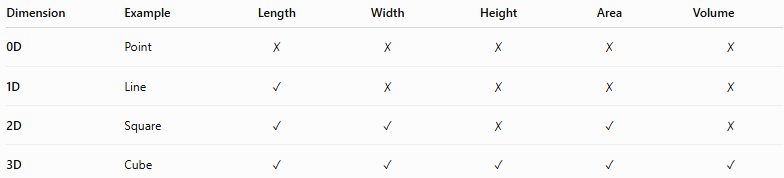 Dimension Example Length Width Height Area Volume
0D Point ✗ ✗ ✗ ✗ ✗
1D Line ✓ ✗ ✗ ✗ ✗
2D Square ✓ ✓ ✗ ✓ ✗
3D Cube ✓ ✓ ✓ ✓ ✓